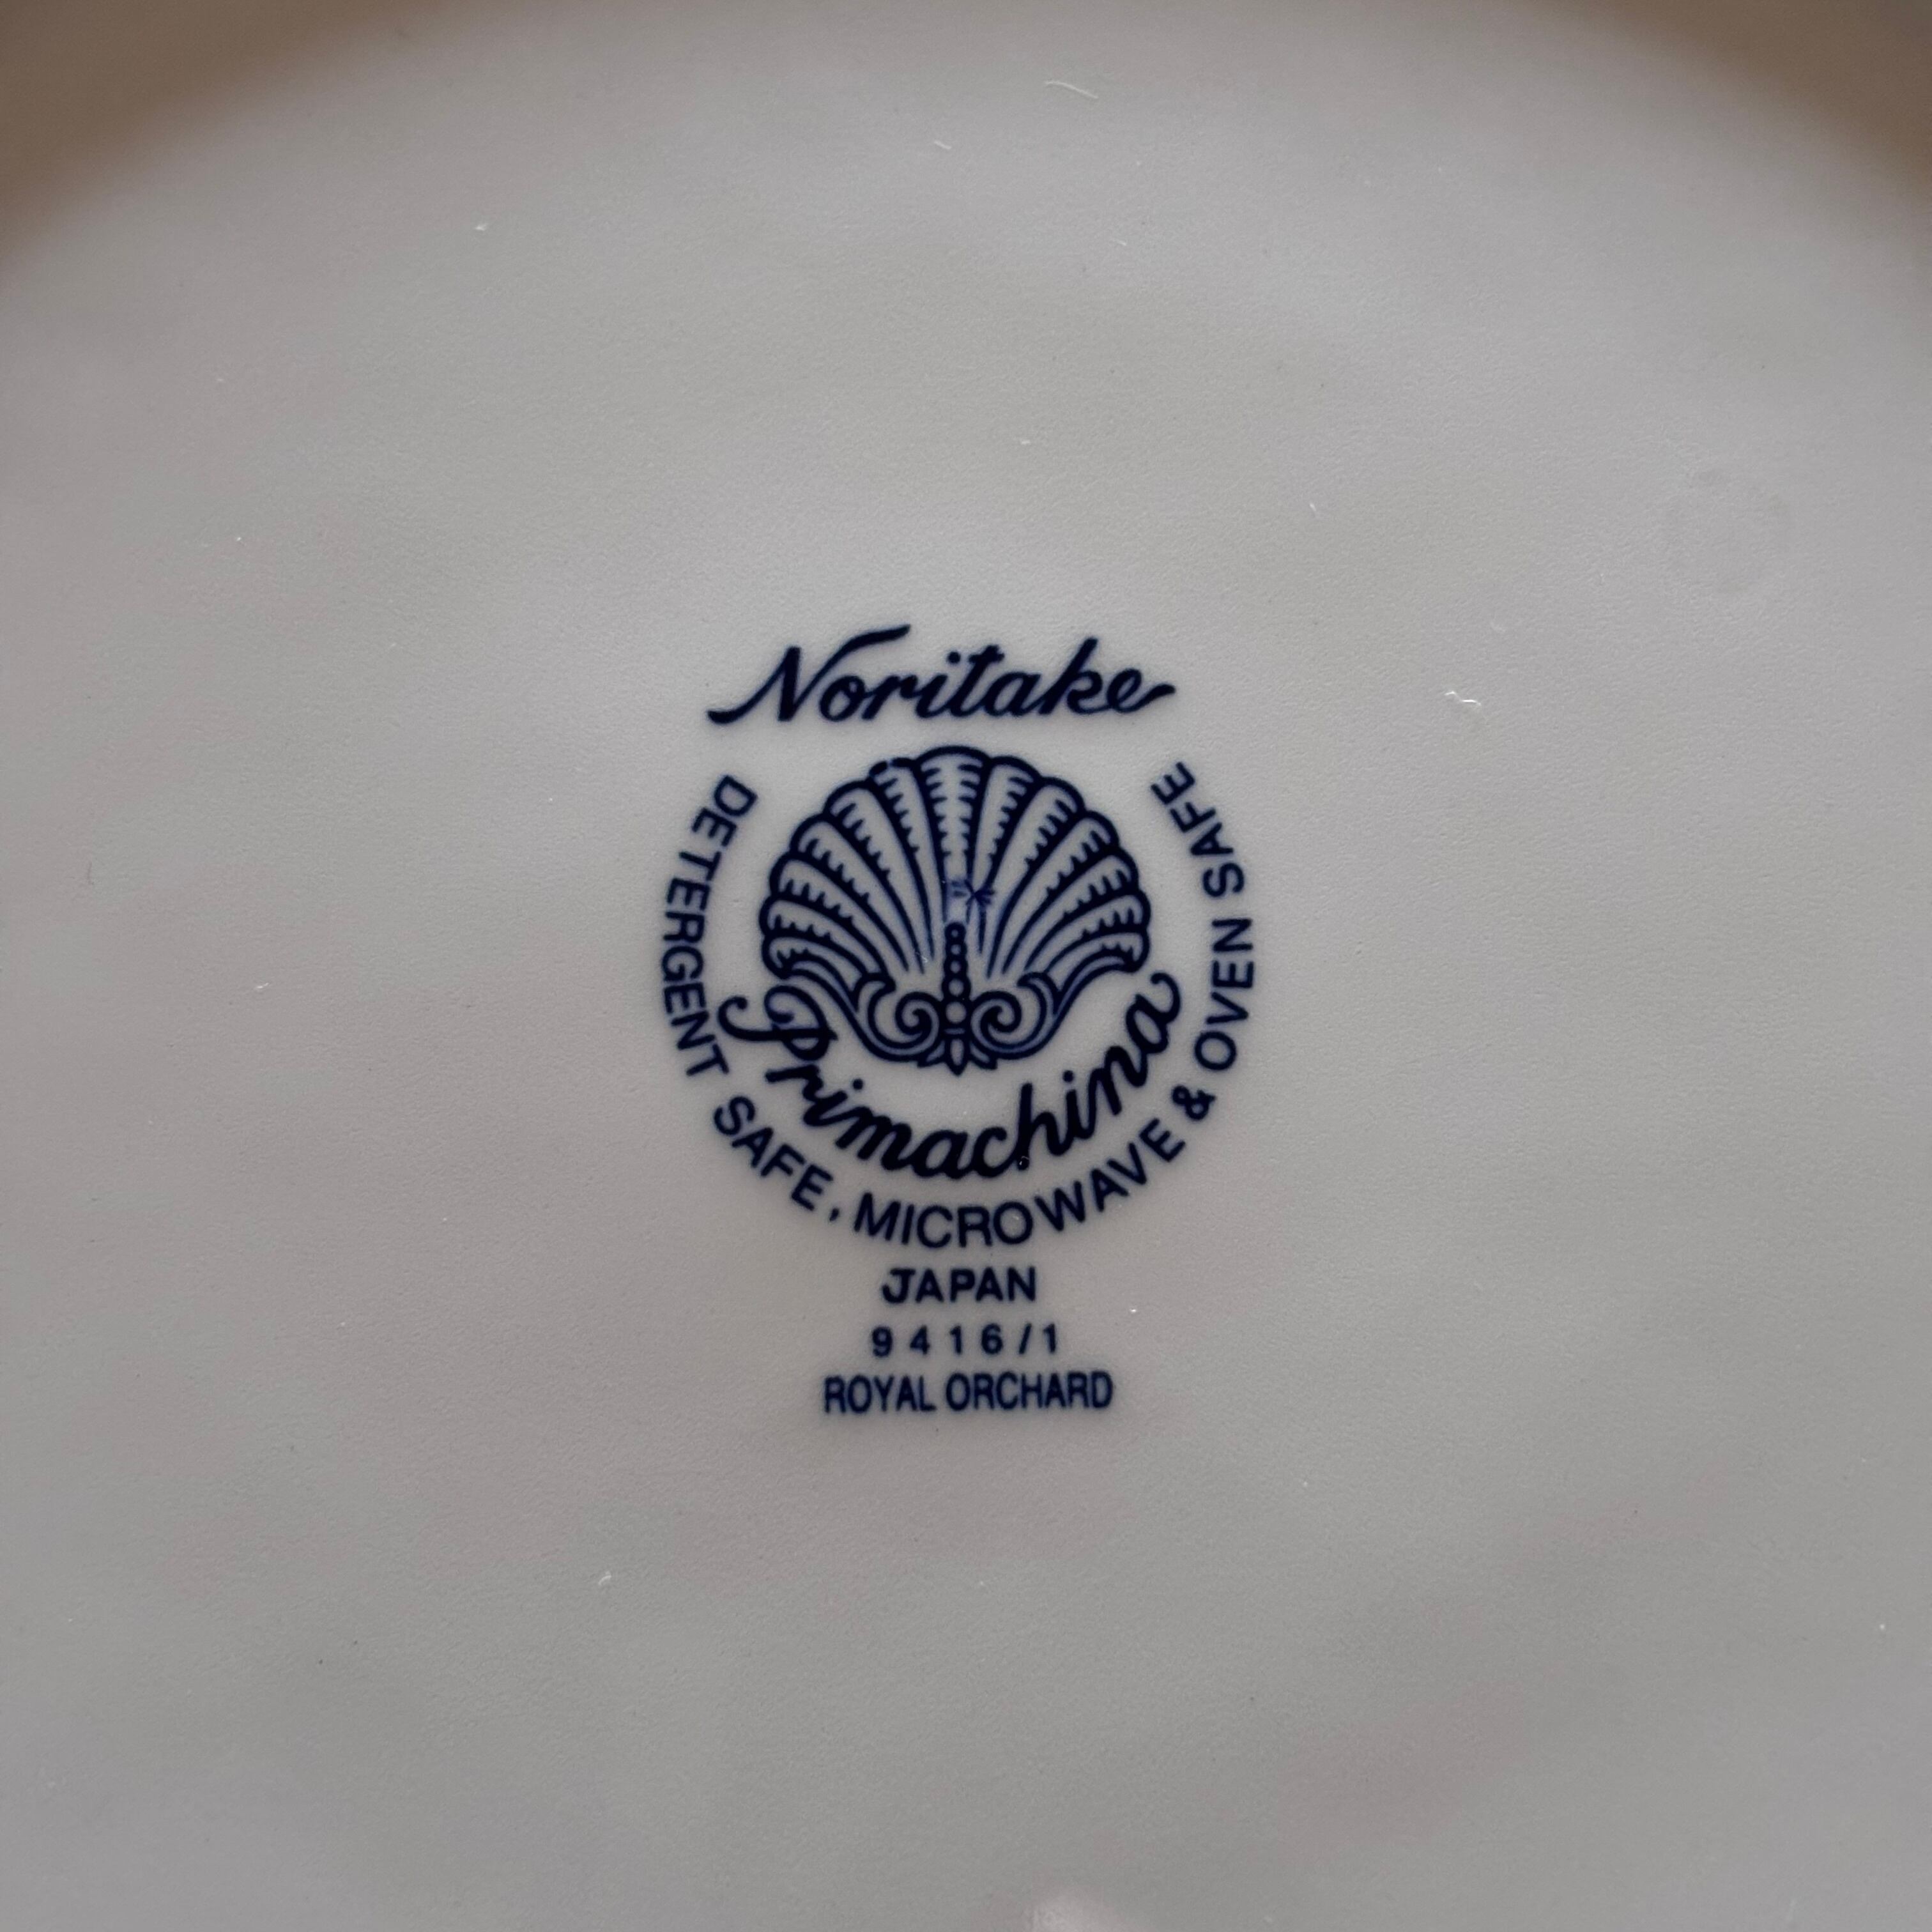 Noritake
Primachina
DETERGENT SAFE, MICROWAVE & OVEN SAFE
JAPAN
9416/1
ROYAL ORCHARD